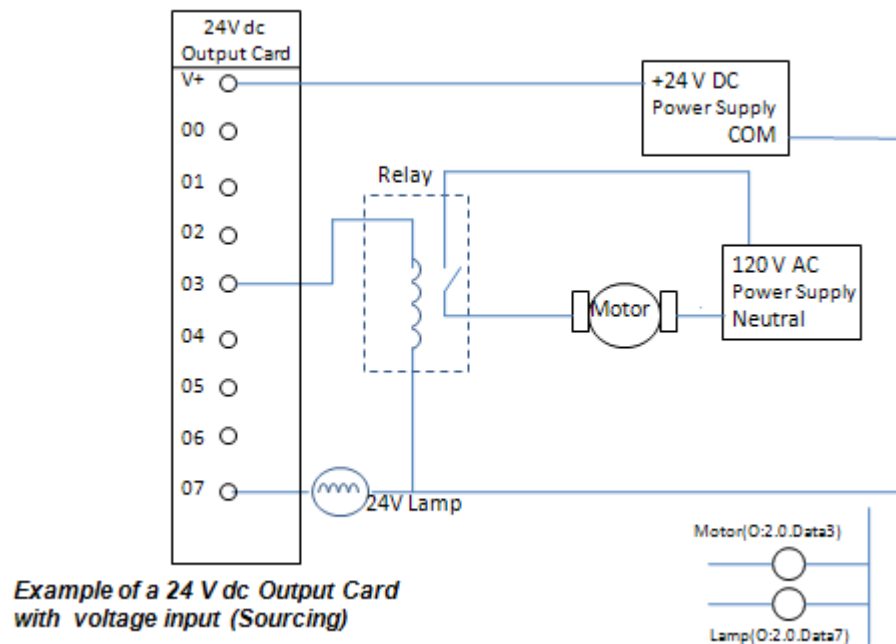 24V dc
Output Card
V+
00
01
02
03
04
05
06
07
+24 V DC
Power Supply
COM
Relay
120 V AC
Power Supply
Neutral
Motor
24V Lamp
Motor(O:2.0.Data3)
Lamp(O:2.0.Data7)
Example of a 24 V dc Output Card
with voltage input (Sourcing)